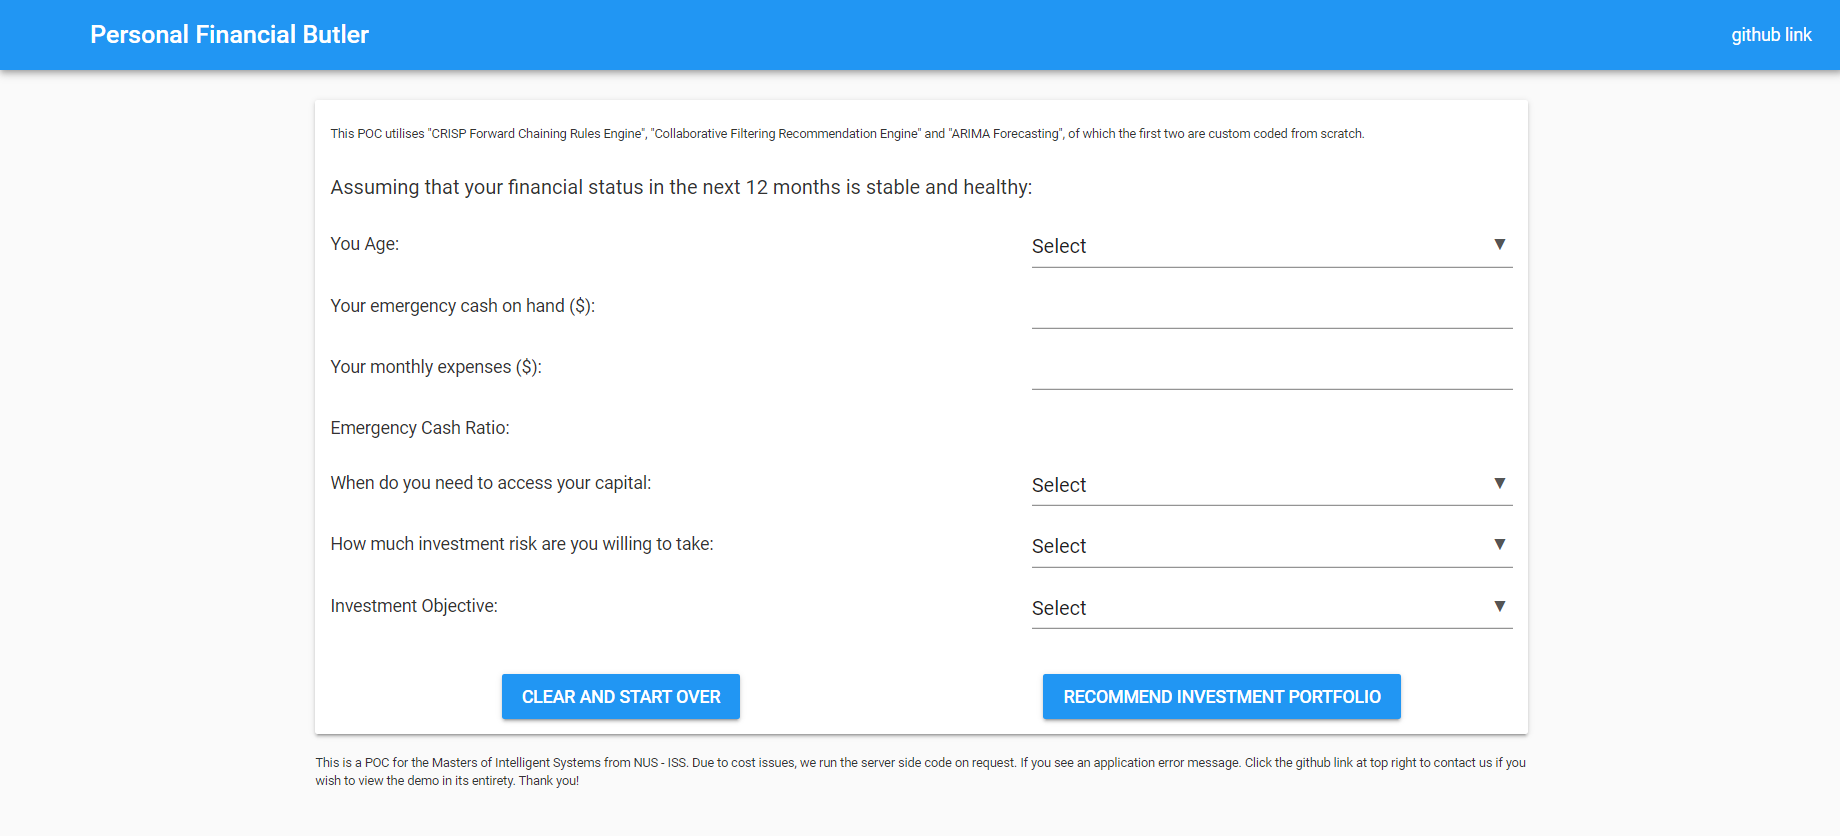 Personal Financial Butler
github link
This POC utilises "CRISP Forward Chaining Rules Engine", "Collaborative Filtering Recommendation Engine" and "ARIMA Forecasting", of which the first two are custom coded from scratch.
Assuming that your financial status in the next 12 months is stable and healthy:
You Age:
Select
Your emergency cash on hand ($):
Your monthly expenses ($):
Emergency Cash Ratio:
When do you need to access your capital:
Select
How much investment risk are you willing to take:
Select
Investment Objective:
Select
CLEAR AND START OVER
RECOMMEND INVESTMENT PORTFOLIO
This is a POC for the Masters of Intelligent Systems from NUS - ISS. Due to cost issues, we run the server side code on request. If you see an application error message. Click the github link at top right to contact us if you
wish to view the demo in its entirety. Thank you!